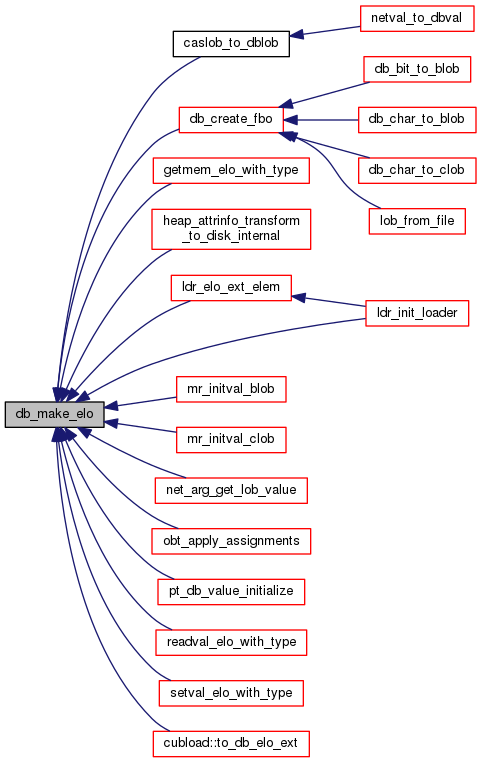 netval_to_dbval
caslob_to_dblob
db_bit_to_blob
db_create_fbo
db_char_to_blob
getmem_elo_with_type
db_char_to_clob
heap_attrinfo_transform
_to_disk_internal
lob_from_file
ldr_elo_ext_elem
ldr_init_loader
mr_initval_blob
db_make_elo
mr_initval_clob
net_arg_get_lob_value
obt_apply_assignments
pt_db_value_initialize
readval_elo_with_type
setval_elo_with_type
cubload::to_db_elo_ext